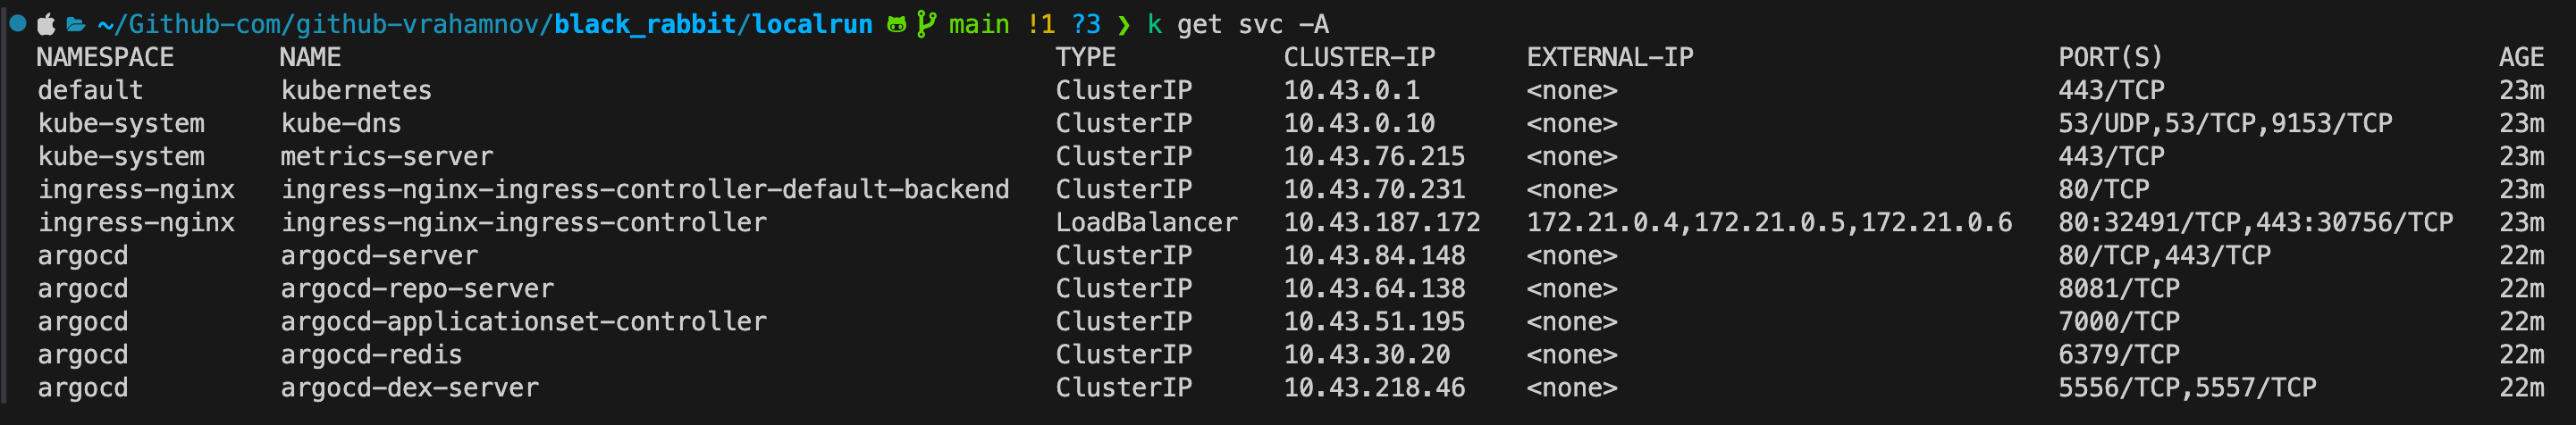 ~/Github-com/github-vrahamnov/black_rabbit/localrun main !1 ?3 ❯ k get svc -A
NAMESPACE NAME TYPE CLUSTER-IP EXTERNAL-IP PORT(S) AGE
default kubernetes ClusterIP 10.43.0.1 <none> 443/TCP 23m
kube-system kube-dns ClusterIP 10.43.0.10 <none> 53/UDP,53/TCP,9153/TCP 23m
kube-system metrics-server ClusterIP 10.43.76.215 <none> 443/TCP 23m
ingress-nginx ingress-nginx-ingress-controller-default-backend ClusterIP 10.43.70.231 <none> 80/TCP 23m
ingress-nginx ingress-nginx-ingress-controller LoadBalancer 10.43.187.172 172.21.0.4,172.21.0.5,172.21.0.6 80:32491/TCP,443:30756/TCP 23m
argocd argocd-server ClusterIP 10.43.84.148 <none> 80/TCP,443/TCP 22m
argocd argocd-repo-server ClusterIP 10.43.64.138 <none> 8081/TCP 22m
argocd argocd-applicationset-controller ClusterIP 10.43.51.195 <none> 7000/TCP 22m
argocd argocd-redis ClusterIP 10.43.30.20 <none> 6379/TCP 22m
argocd argocd-dex-server ClusterIP 10.43.218.46 <none> 5556/TCP,5557/TCP 22m